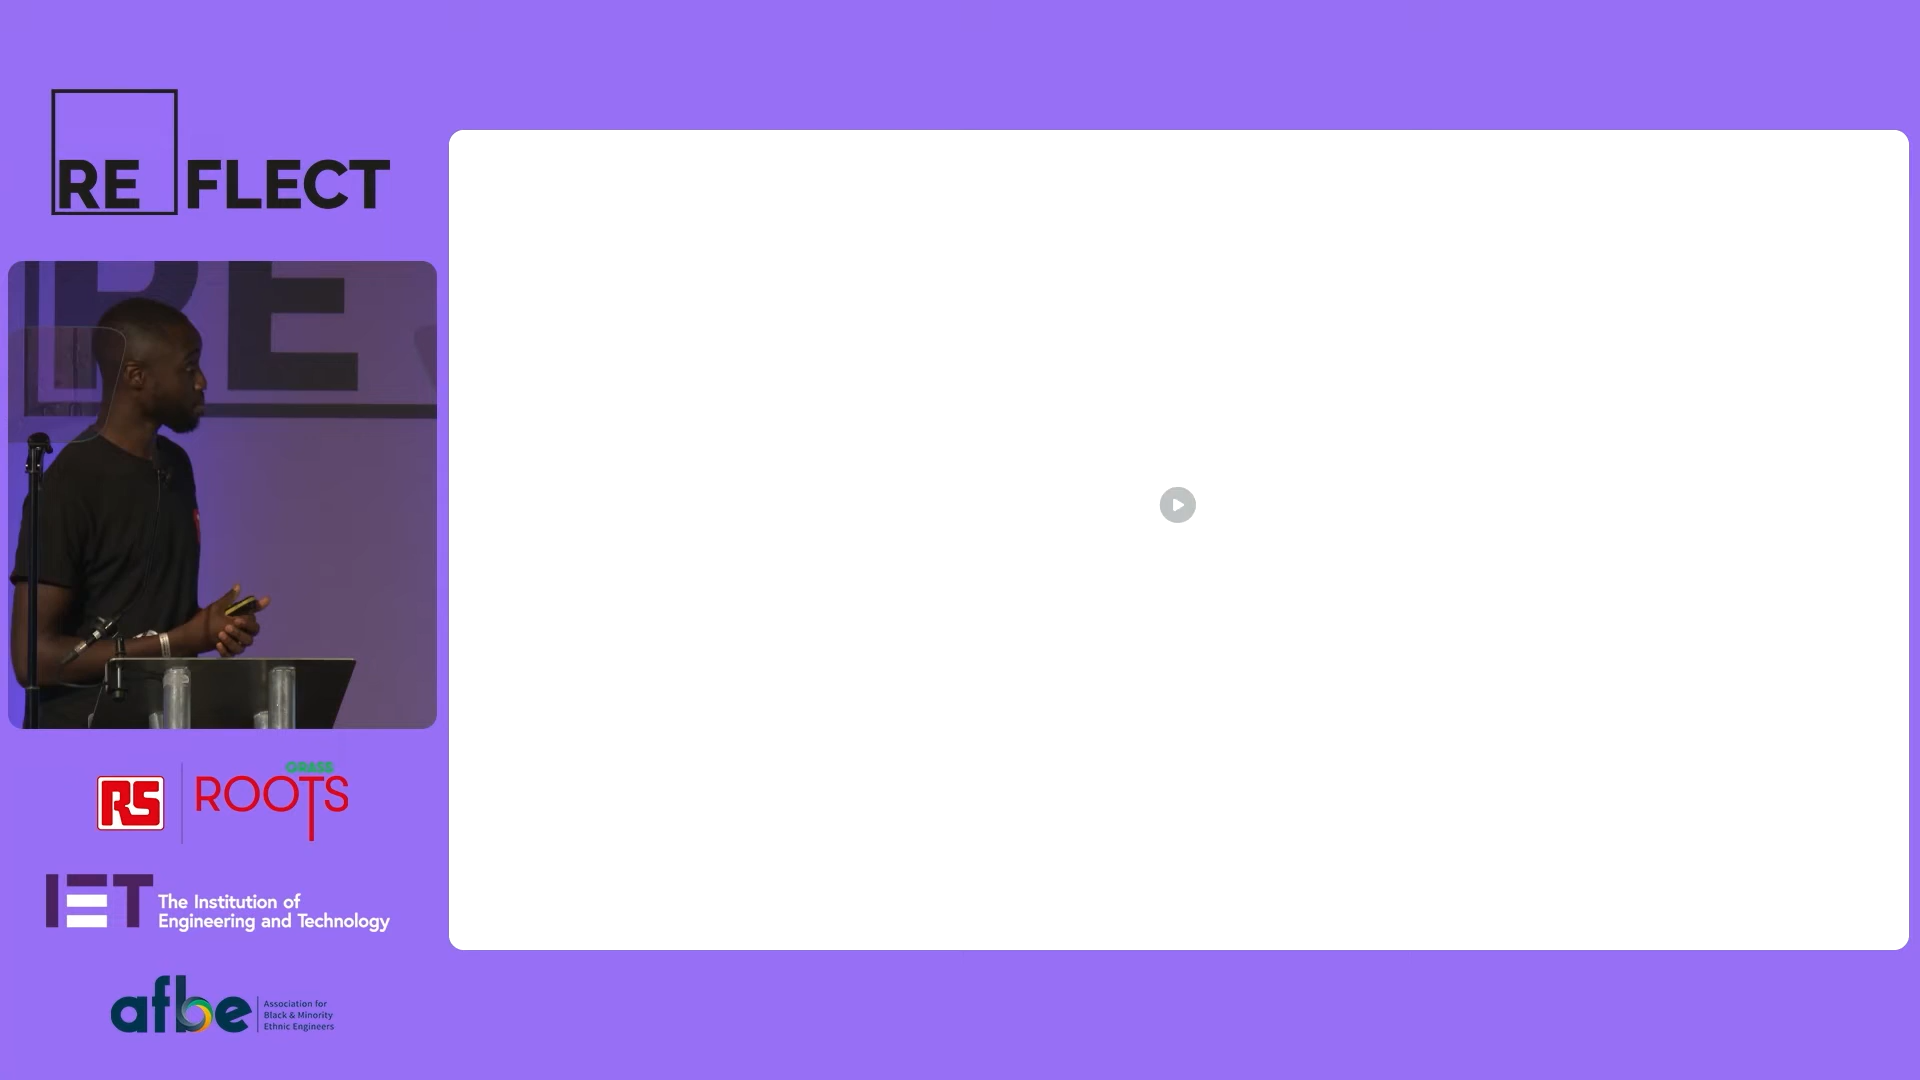 RE FLECT
RE
RS
GRASS
ROOTS
IET
The Institution of
Engineering and Technology
afbe
Association for
Black & Minority
Ethnic Engineers